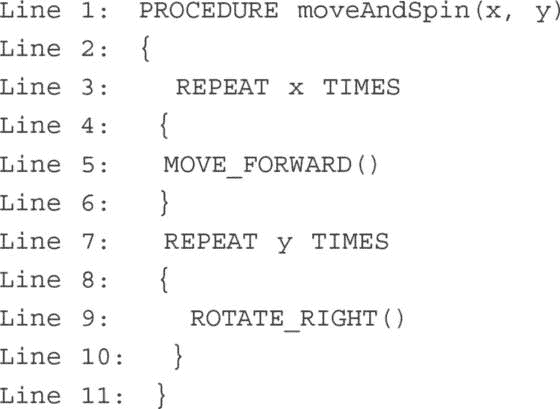 Line 1: PROCEDURE moveAndSpin(x, y)
Line 2: {
Line 3: REPEAT x TIMES
Line 4: {
Line 5: MOVE_FORWARD()
Line 6: }
Line 7: REPEAT y TIMES
Line 8: {
Line 9: ROTATE_RIGHT()
Line 10: }
Line 11: }